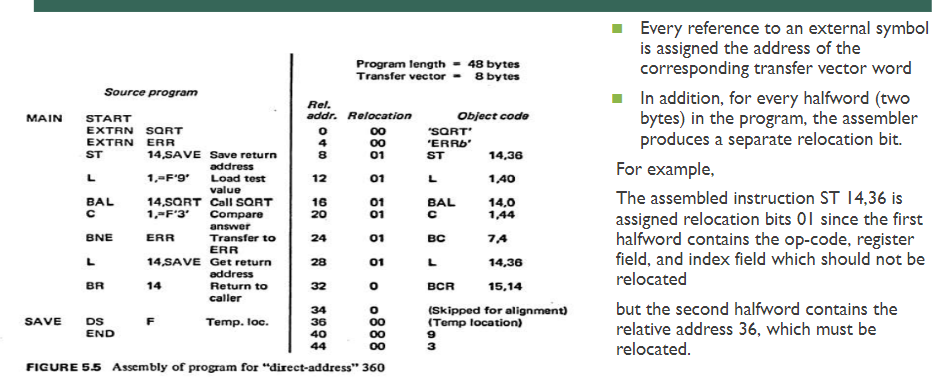 Program length = 48 bytes
Transfer vector = 8 bytes
Source program
Rel.
addr. Relocation Object code
MAIN START
EXTRN SQRT 0 00 'SQRT'
EXTRN ERR 4 00 'ERRb'
ST 14,SAVE Save return 8 01 ST 14,36
address
L 1,=F'9' Load test 12 01 L 1,40
value
BAL 14,SQRT Call SQRT 16 01 BAL 14,0
C 1,=F'3' Compare 20 01 C 1,44
answer
BNE ERR Transfer to 24 01 BC 7,4
ERR
L 14,SAVE Get return 28 01 L 14,36
address
BR 14 Return to 32 0 BCR 15,14
caller
34 0 (Skipped for alignment)
SAVE DS F Temp. loc. 36 00 (Temp location)
END 40 00 9
44 00 3
FIGURE 5.5 Assembly of program for "direct-address" 360
Every reference to an external symbol
is assigned the address of the
corresponding transfer vector word
In addition, for every halfword (two
bytes) in the program, the assembler
produces a separate relocation bit.
For example,
The assembled instruction ST 14,36 is
assigned relocation bits 01 since the first
halfword contains the op-code, register
field, and index field which should not be
relocated
but the second halfword contains the
relative address 36, which must be
relocated.